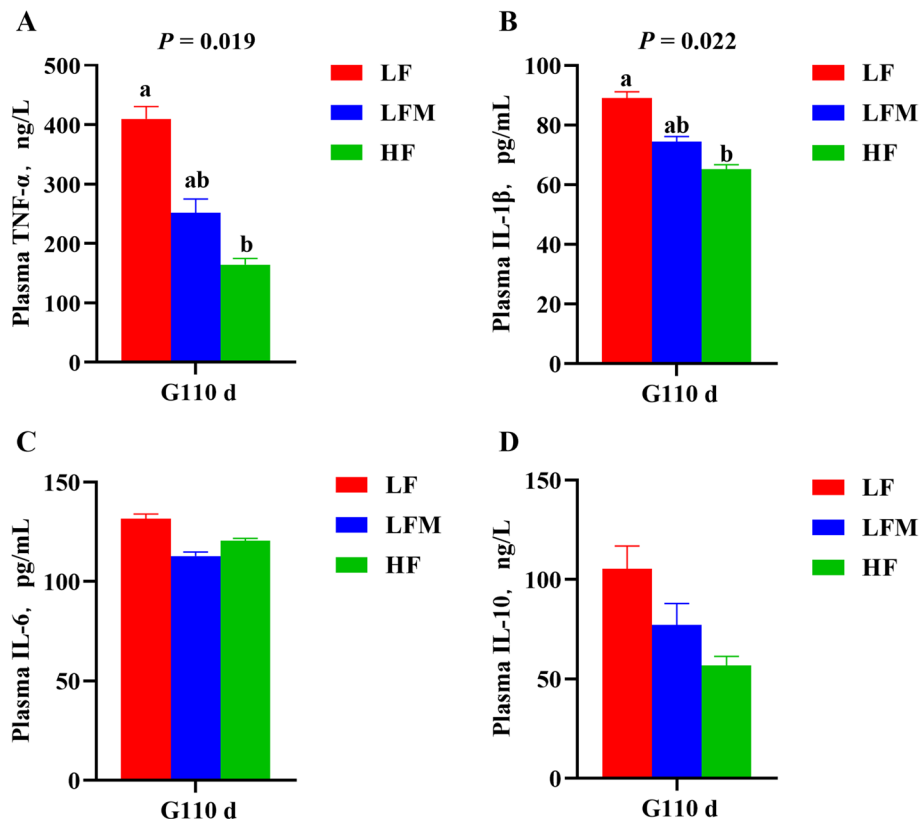 A
P = 0.019
Plasma TNF-α, ng/L
500
400
300
200
100
0
a
ab
b
G110 d
LF
LFM
HF
B
P = 0.022
Plasma IL-1β, pg/mL
100
80
60
40
20
0
a
ab
b
G110 d
LF
LFM
HF
C
Plasma IL-6, pg/mL
150
100
50
0
G110 d
LF
LFM
HF
D
Plasma IL-10, ng/L
150
100
50
0
G110 d
LF
LFM
HF